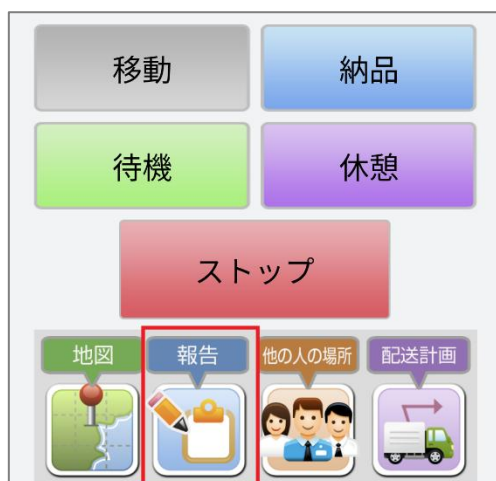 移動
納品
待機
休憩
ストップ
地図
報告
他の人の場所
配送計画